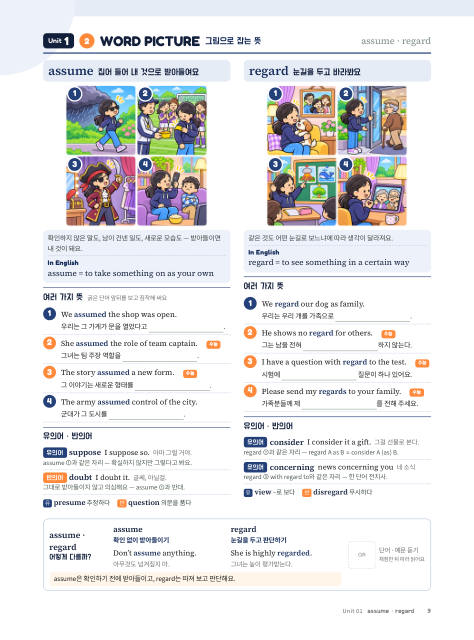 Unit 1 2 WORD PICTURE 그림으로 잡는 뜻 assume · regard
assume 집어 들어 내 것으로 받아들여요
1
2
3
4
확인하지 않은 말도, 남이 건넨 일도, 새로운 모습도 — 받아들이면
내 것이 돼요.
In English
assume = to take something on as your own
여러 가지 뜻 굵은 단어 앞뒤를 보고 짐작해 봐요
1 We assumed the shop was open.
우리는 그 가게가 문을 열었다고 .
2 She assumed the role of team captain. 수능
그녀는 팀 주장 역할을 .
3 The story assumed a new form. 수능
그 이야기는 새로운 형태를 .
4 The army assumed control of the city.
군대가 그 도시를 .
유의어 · 반의어
유의어 suppose I suppose so. 아마 그럴 거야.
assume ①과 같은 자리 — 확실하지 않지만 그렇다고 봐요.
반의어 doubt I doubt it. 글쎄, 아닐걸.
그대로 받아들이지 않고 의심해요 — assume ①과 반대.
유 presume 추정하다 반 question 의문을 품다
regard 눈길을 두고 바라봐요
1
2
3
4
같은 것도 어떤 눈길로 보느냐에 따라 생각이 달라져요.
In English
regard = to see something in a certain way
여러 가지 뜻
1 We regard our dog as family.
우리는 우리 개를 가족으로 .
2 He shows no regard for others. 수능
그는 남을 전혀 하지 않는다.
3 I have a question with regard to the test. 수능
시험에 질문이 하나 있어요.
4 Please send my regards to your family. 수능
가족분들께 제 를 전해 주세요.
유의어 · 반의어
유의어 consider I consider it a gift. 그걸 선물로 본다.
regard ①과 같은 자리 — regard A as B = consider A (as) B.
유의어 concerning news concerning you 네 소식
regard ③ with regard to와 같은 자리 — 한 단어 전치사.
유 view ~로 보다 반 disregard 무시하다
assume ·
regard
어떻게 다를까?
assume
확인 없이 받아들이기
Don't assume anything.
아무것도 넘겨짚지 마.
regard
눈길을 두고 판단하기
She is highly regarded.
그녀는 높이 평가받는다.
assume은 확인하기 전에 받아들이고, regard는 따져 보고 판단해요.
QR
단어 · 예문 듣기
Unit 01 assume · regard 9